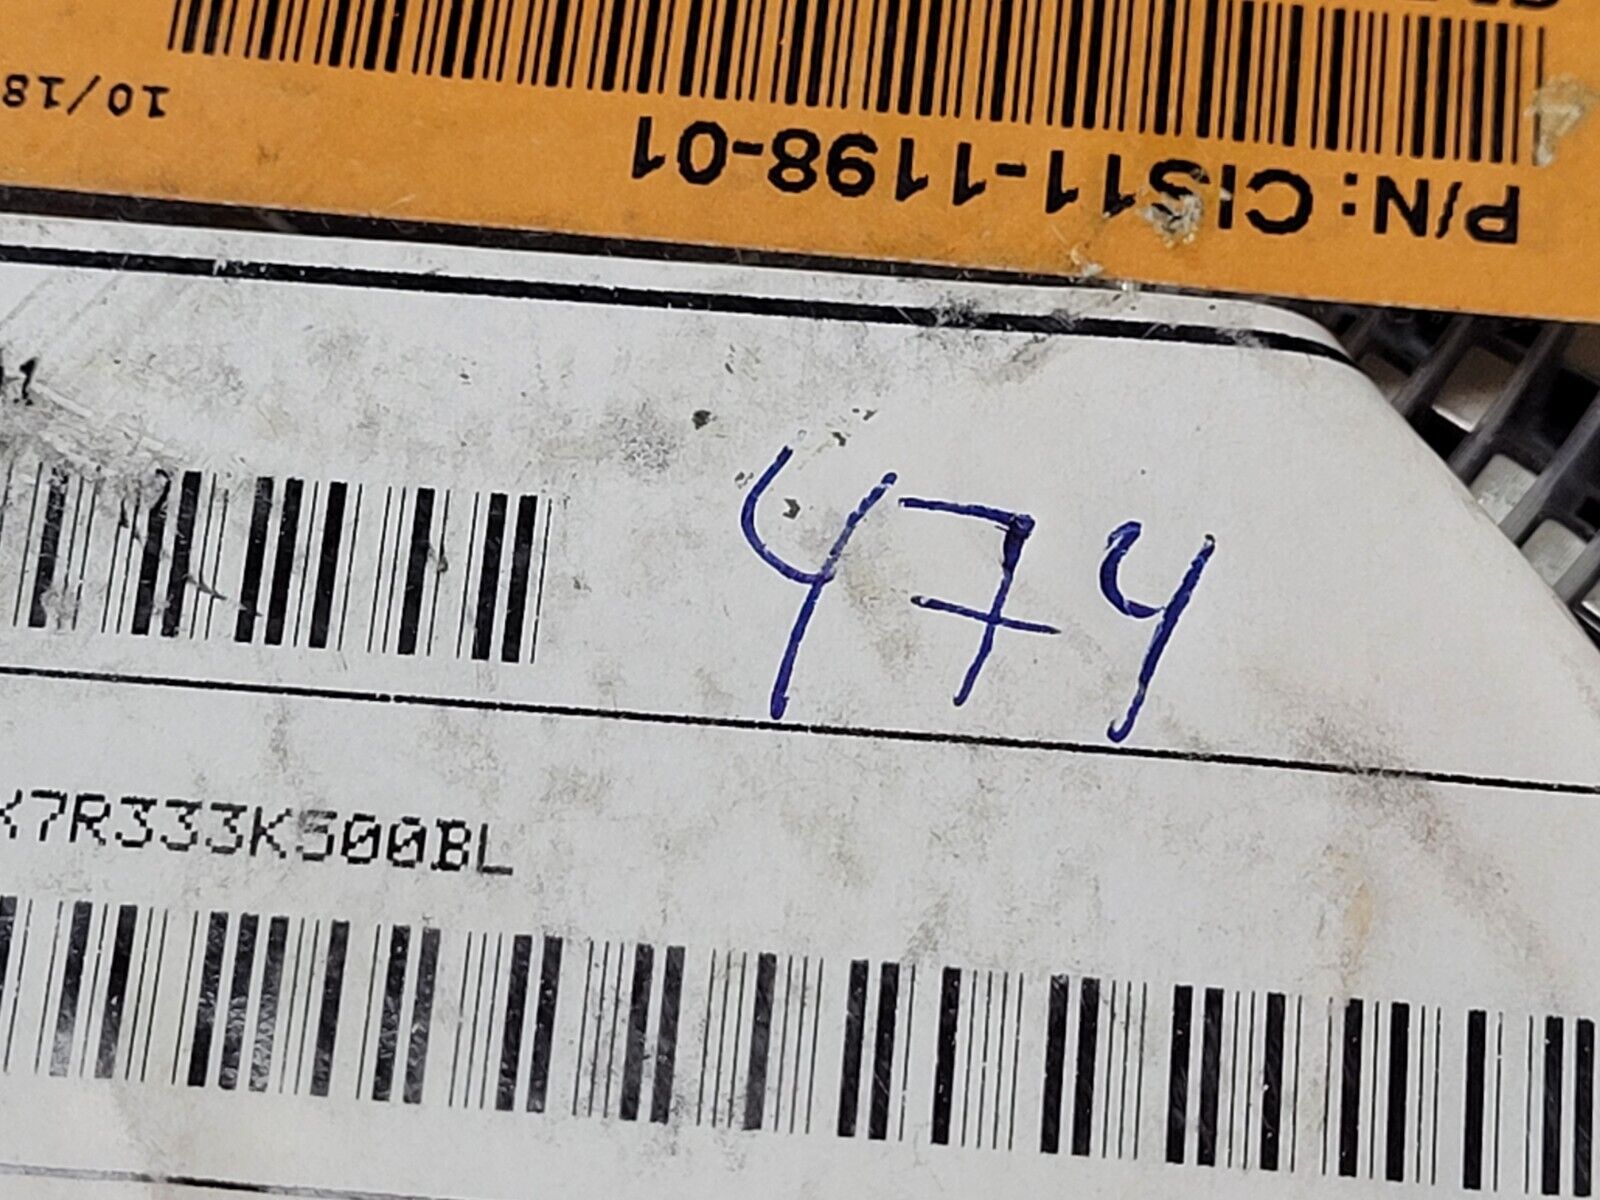 10/18
P/N: CIS11-1198-01
474
X7R333K500BL